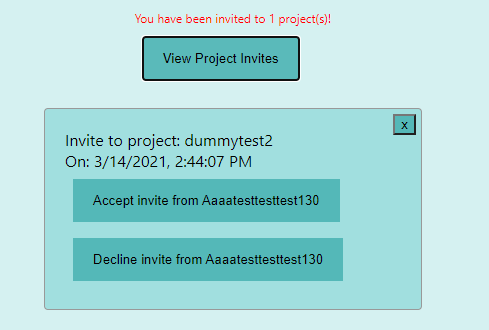 You have been invited to 1 project(s)!
View Project Invites
x
Invite to project: dummytest2
On: 3/14/2021, 2:44:07 PM
Accept invite from Aaaatesttesttest130
Decline invite from Aaaatesttesttest130